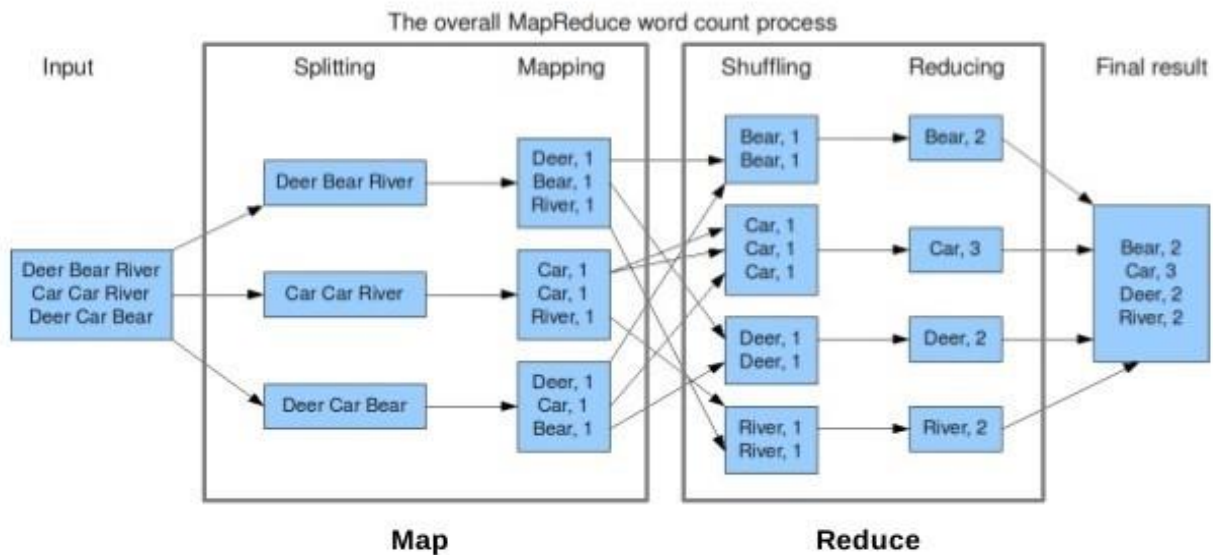 The overall MapReduce word count process
Input
Splitting
Mapping
Shuffling
Reducing
Final result
Deer Bear River
Car Car River
Deer Car Bear
Deer Bear River
Car Car River
Deer Car Bear
Deer, 1
Bear, 1
River, 1
Car, 1
Car, 1
River, 1
Deer, 1
Car, 1
Bear, 1
Bear, 1
Bear, 1
Car, 1
Car, 1
Car, 1
Deer, 1
Deer, 1
River, 1
River, 1
Bear, 2
Car, 3
Deer, 2
River, 2
Bear, 2
Car, 3
Deer, 2
River, 2
Map
Reduce